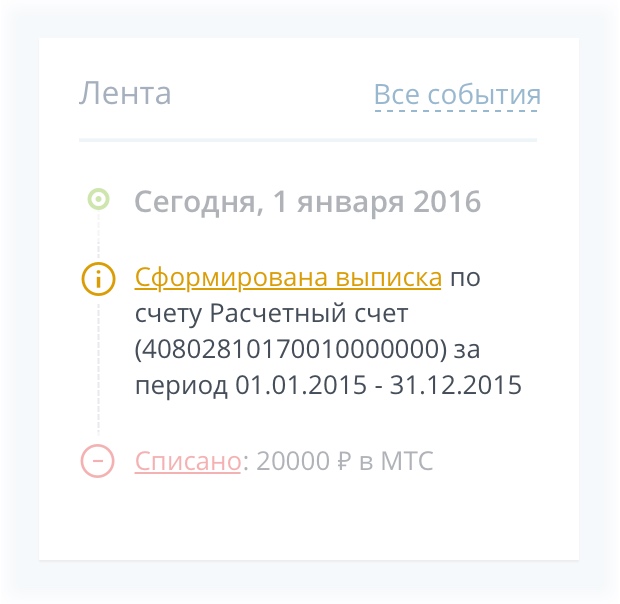 Лента
Все события
Сегодня, 1 января 2016
Сформирована выписка по
счету Расчетный счет
(40802810170010000000) за
период 01.01.2015 - 31.12.2015
Списано: 20000 ₽ в МТС